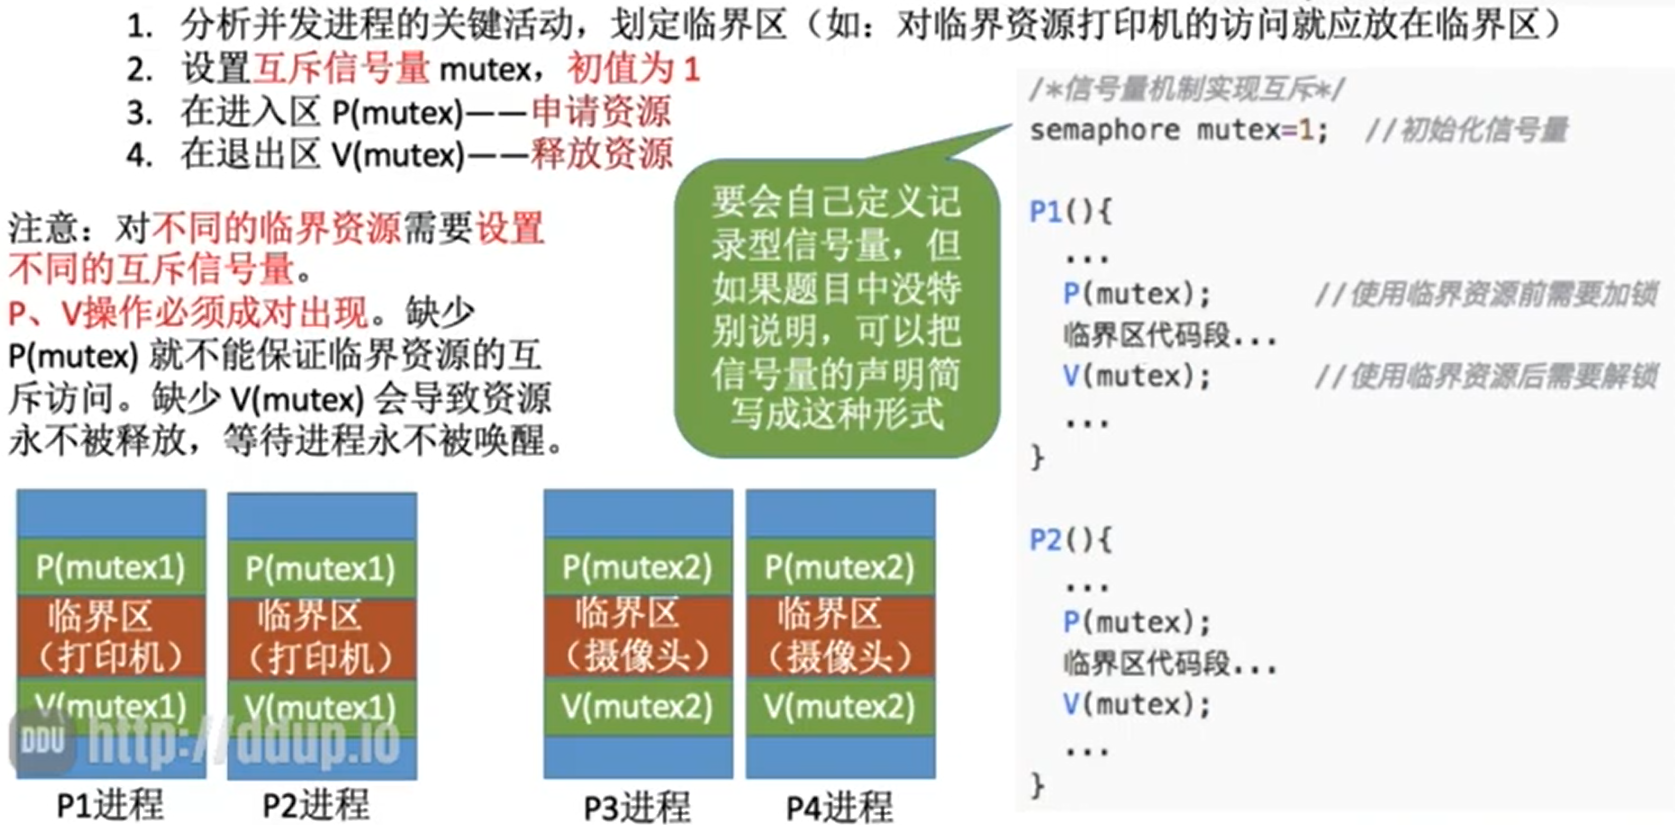 1. 分析并发进程的关键活动，划定临界区（如：对临界资源打印机的访问就应放在临界区）
2. 设置互斥信号量 mutex，初值为 1
3. 在进入区 P(mutex)——申请资源
4. 在退出区 V(mutex)——释放资源
注意：对不同的临界资源需要设置
不同的互斥信号量。
P、V操作必须成对出现。缺少
P(mutex) 就不能保证临界资源的互
斥访问。缺少 V(mutex) 会导致资源
永不被释放，等待进程永不被唤醒。
要会自己定义记
录型信号量，但
如果题目中没特
别说明，可以把
信号量的声明简
写成这种形式
/*信号量机制实现互斥*/
semaphore mutex=1; //初始化信号量
P1(){
...
P(mutex); //使用临界资源前需要加锁
临界区代码段...
V(mutex); //使用临界资源后需要解锁
...
}
P2(){
...
P(mutex);
临界区代码段...
V(mutex);
...
}
P(mutex1)
临界区
（打印机）
V(mutex1)
P1进程
P(mutex1)
临界区
（打印机）
V(mutex1)
P2进程
P(mutex2)
临界区
（摄像头）
V(mutex2)
P3进程
P(mutex2)
临界区
（摄像头）
V(mutex2)
P4进程
DDU http://ddup.io